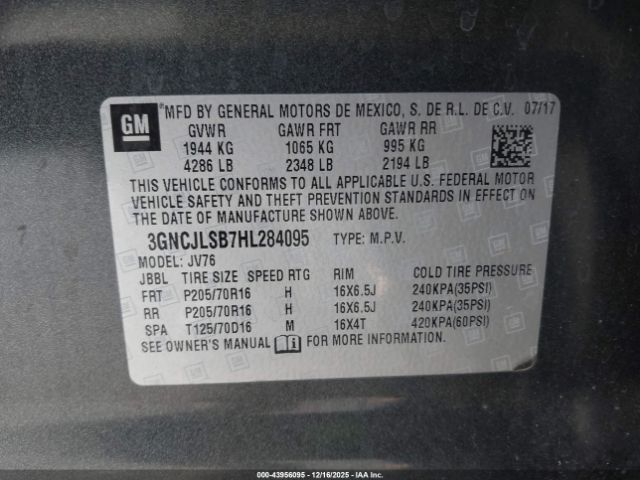 GM
*MFD BY GENERAL MOTORS DE MEXICO, S. DE R.L. DE C.V. 07/17
GVWR GAWR FRT GAWR RR
1944 KG 1065 KG 995 KG
4286 LB 2348 LB 2194 LB
THIS VEHICLE CONFORMS TO ALL APPLICABLE U.S. FEDERAL MOTOR
VEHICLE SAFETY AND THEFT PREVENTION STANDARDS IN EFFECT ON
THE DATE OF MANUFACTURE SHOWN ABOVE.
3GNCJLSB7HL284095 TYPE: M.P.V.
MODEL: JV76
JBBL TIRE SIZE SPEED RTG RIM COLD TIRE PRESSURE
FRT P205/70R16 H 16X6.5J 240KPA(35PSI)
RR P205/70R16 H 16X6.5J 240KPA(35PSI)
SPA T125/70D16 M 16X4T 420KPA(60PSI)
SEE OWNER'S MANUAL FOR MORE INFORMATION.
000-43956095 - 12/16/2025 - IAA Inc.